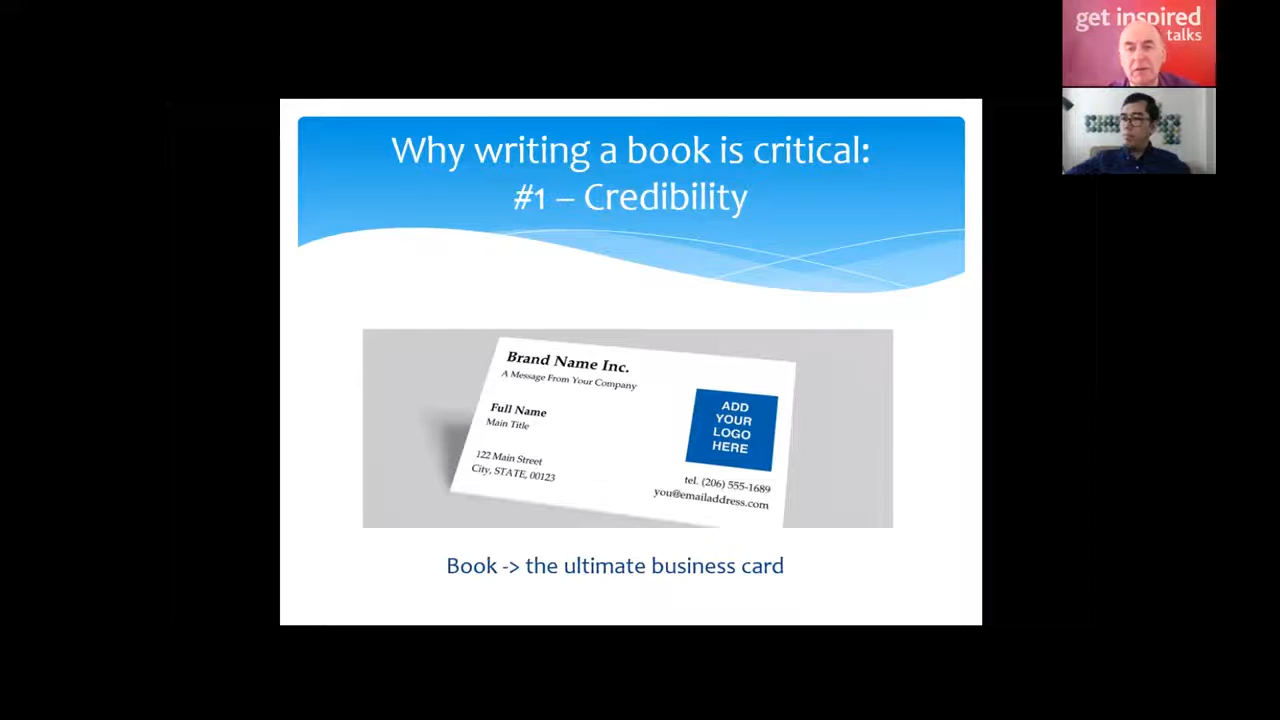 get inspired
talks
Why writing a book is critical:
#1 – Credibility
Brand Name Inc.
A Message From Your Company
Full Name
Main Title
122 Main Street
City, STATE, 00123
ADD
YOUR
LOGO
HERE
tel. (206) 555-1689
you@emailaddress.com
Book -> the ultimate business card